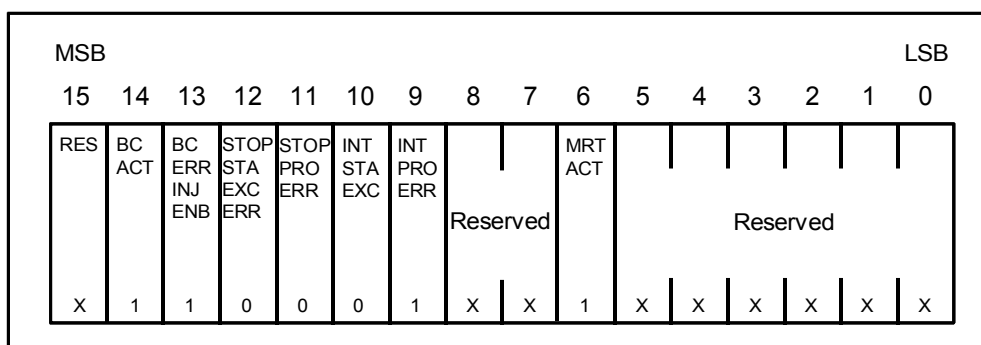 MSB LSB
15 14 13 12 11 10 9 8 7 6 5 4 3 2 1 0
RES BC STOP STOP INT INT MRT
ACT ERR STA PRO STA PRO ACT
BC
INJ EXC ERR EXC ERR
ENB ERR
Reserved Reserved
X 1 1 0 0 0 1 X X 1 X X X X X X